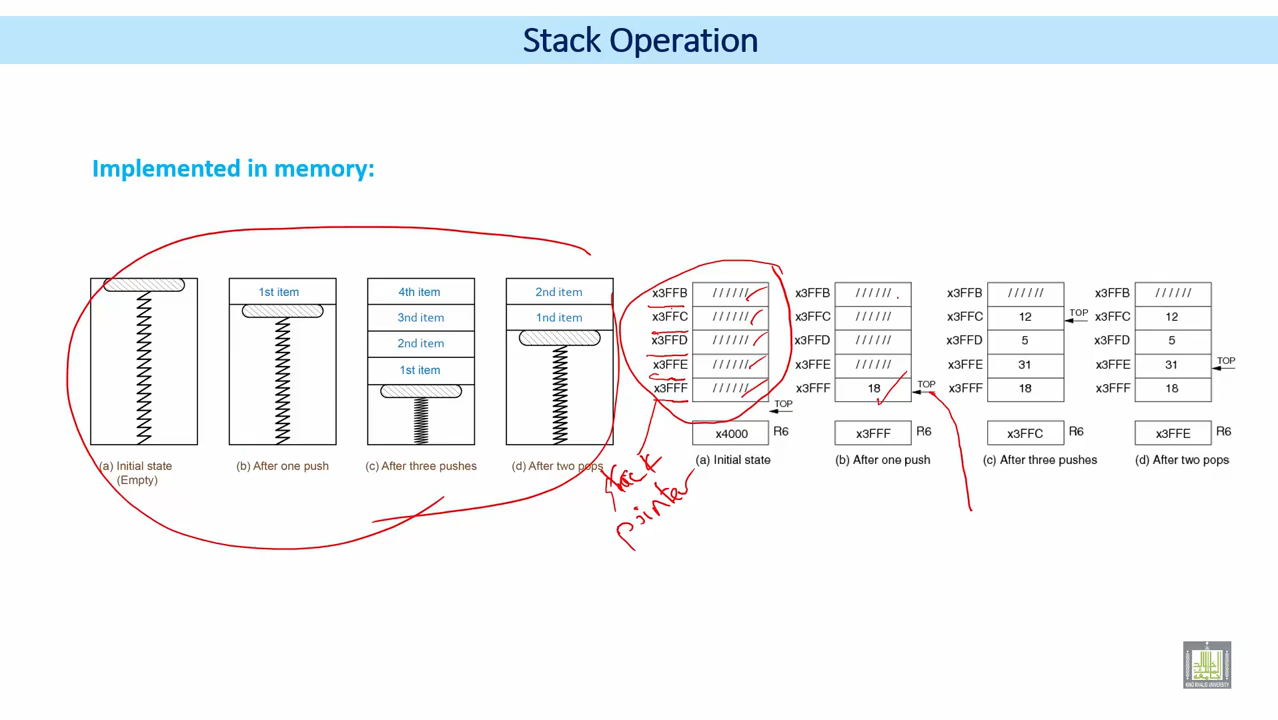 Stack Operation
Implemented in memory:
1st item
4th item
3nd item
2nd item
1st item
2nd item
1nd item
(a) Initial state
(Empty)
(b) After one push
(c) After three pushes
(d) After two pops
x3FFB //////
x3FFC //////
x3FFD //////
x3FFE //////
x3FFF //////
TOP
x4000 R6
(a) Initial state
x3FFB //////
x3FFC //////
x3FFD //////
x3FFE //////
x3FFF 18 TOP
x3FFF R6
(b) After one push
x3FFB //////
x3FFC 12 TOP
x3FFD 5
x3FFE 31
x3FFF 18
x3FFC R6
(c) After three pushes
x3FFB //////
x3FFC 12
x3FFD 5
x3FFE 31 TOP
x3FFF 18
x3FFE R6
(d) After two pops
pointer
KING KHALID UNIVERSITY